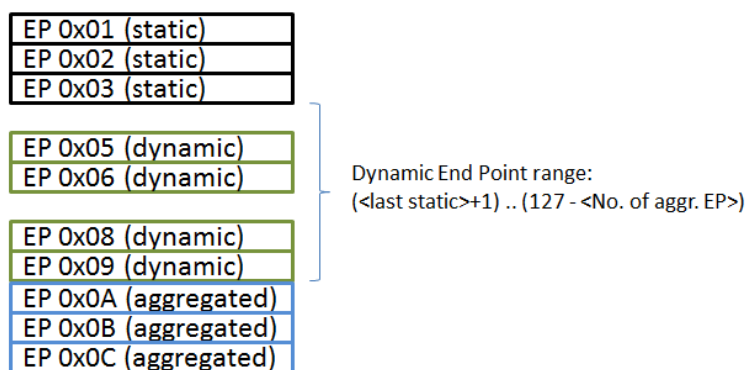 EP 0x01 (static)
EP 0x02 (static)
EP 0x03 (static)
EP 0x05 (dynamic)
EP 0x06 (dynamic)
Dynamic End Point range:
(<last static>+1) .. (127 - <No. of aggr. EP>)
EP 0x08 (dynamic)
EP 0x09 (dynamic)
EP 0x0A (aggregated)
EP 0x0B (aggregated)
EP 0x0C (aggregated)